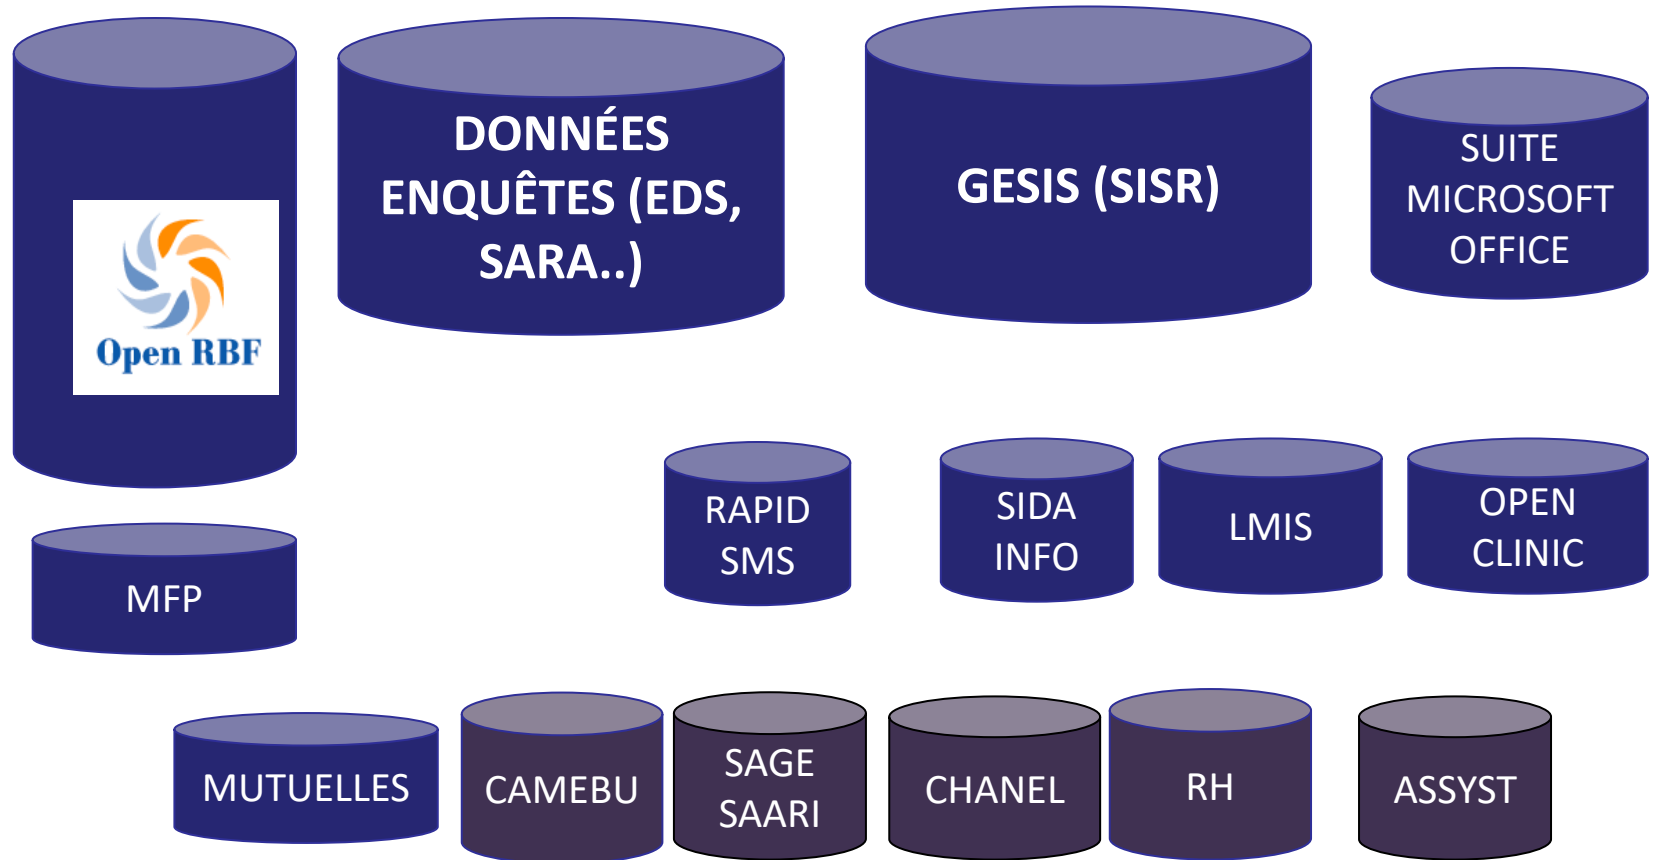 DONNÉES
ENQUÊTES (EDS,
SARA..)
GESIS (SISR)
SUITE
MICROSOFT
OFFICE
Open RBF
RAPID
SMS
SIDA
INFO
LMIS
OPEN
CLINIC
MFP
MUTUELLES
CAMEBU
SAGE
SAARI
CHANEL
RH
ASSYST